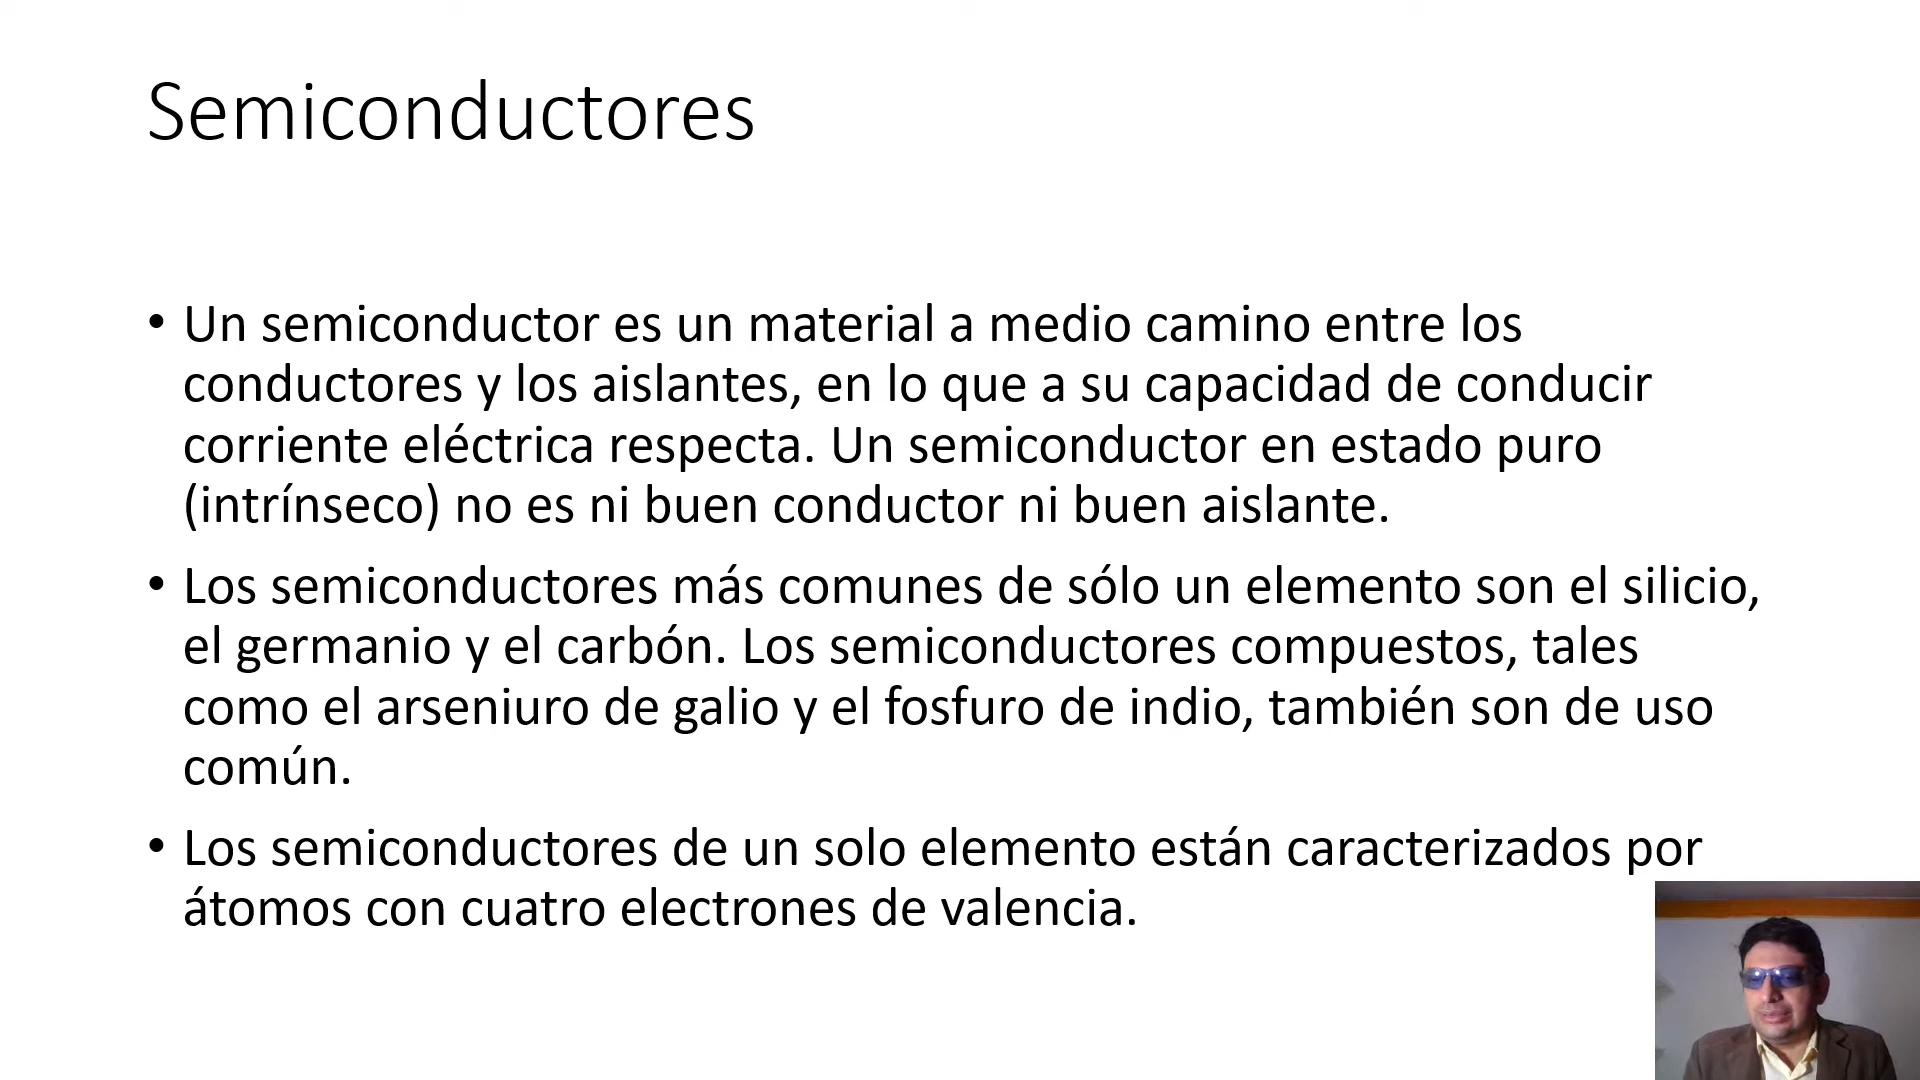 Semiconductores
• Un semiconductor es un material a medio camino entre los
conductores y los aislantes, en lo que a su capacidad de conducir
corriente eléctrica respecta. Un semiconductor en estado puro
(intrínseco) no es ni buen conductor ni buen aislante.
• Los semiconductores más comunes de sólo un elemento son el silicio,
el germanio y el carbón. Los semiconductores compuestos, tales
como el arseniuro de galio y el fosfuro de indio, también son de uso
común.
• Los semiconductores de un solo elemento están caracterizados por
átomos con cuatro electrones de valencia.